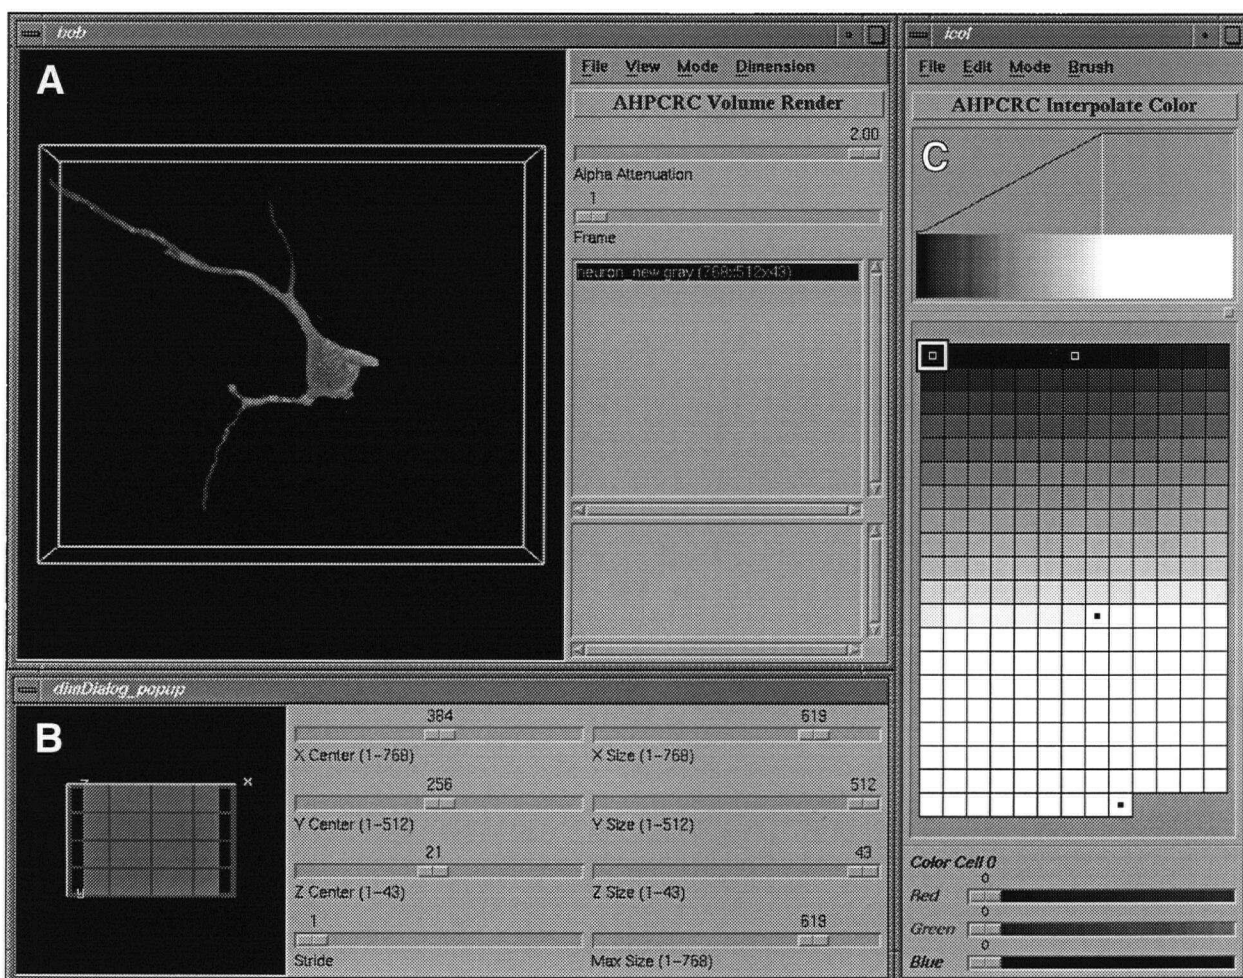 bob
A
File View Mode Dimension
AHPCRC Volume Render
2.00
Alpha Attenuation
1
Frame
neuron_new gray (768x512x43)
icol
File Edit Mode Brush
AHPCRC Interpolate Color
C
dimDialog_popup
B
Z
X
y
384
X Center (1-768)
619
X Size (1-768)
256
Y Center (1-512)
512
Y Size (1-512)
21
Z Center (1-43)
43
Z Size (1-43)
1
Stride
619
Max Size (1-768)
Color Cell 0
0
Red
0
Green
0
Blue